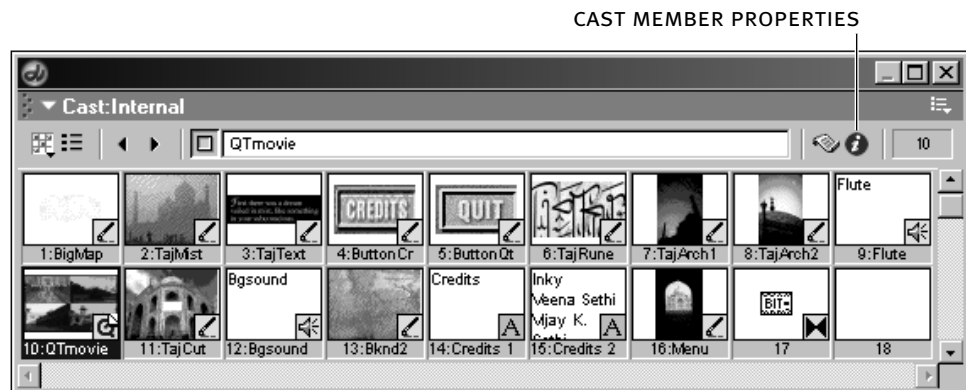 CAST MEMBER PROPERTIES
Cast:Internal
QTmovie
10
CREDITS
QUIT
Flute
1:BigMap
2:TajMist
3:TajText
4:ButtonCr
5:ButtonQt
6:TajRune
7:TajArch1
8:TajArch2
9:Flute
Bgsound
Credits
Inky
Veena Sethi
Vijay K.
BIT-
10:QTmovie
11:TajCut
12:Bgsound
13:Bknd2
14:Credits 1
15:Credits 2
16:Menu
17
18